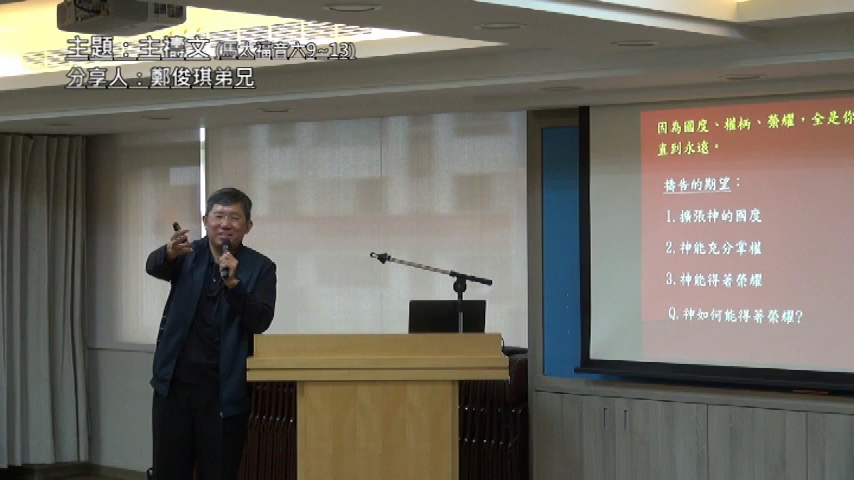 主題：主禱文 (馬太福音六9~13)
分享人：鄭俊琪弟兄
因為國度、權柄、榮耀，全是你
直到永遠。
禱告的期望：
1.擴張神的國度
2.神能充分掌權
3.神能得著榮耀
Q.神如何能得著榮耀?